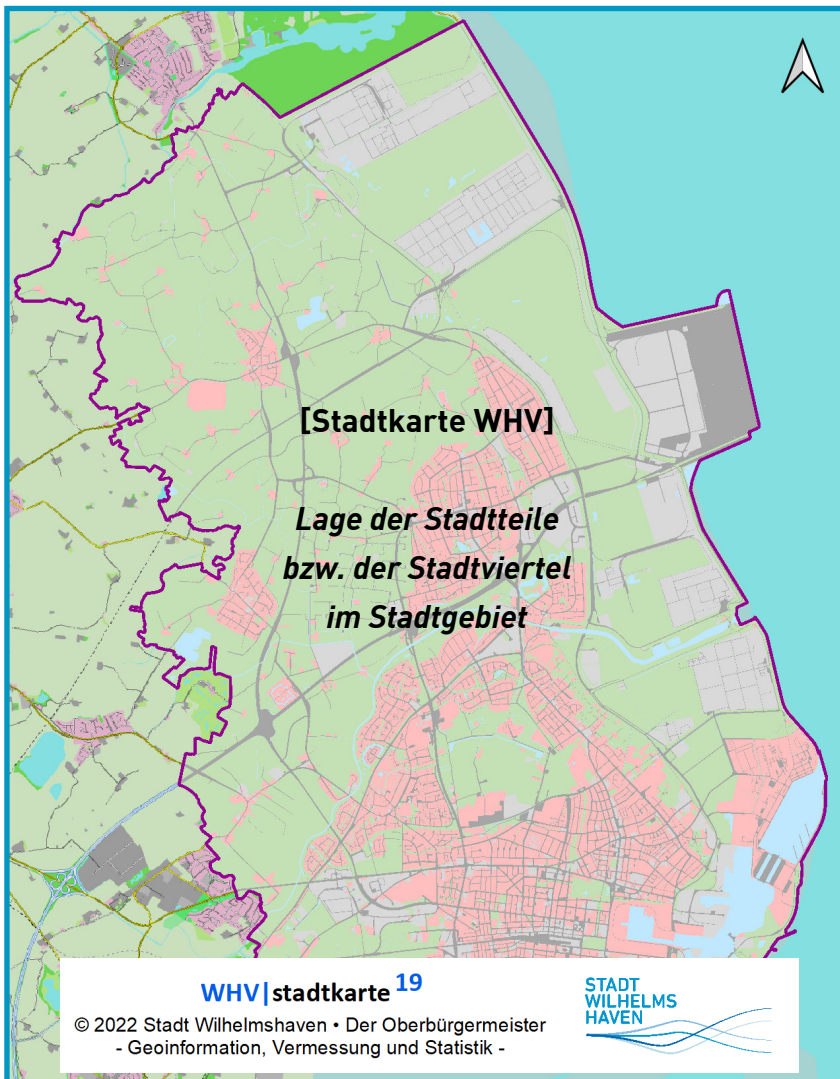 [Stadtkarte WHV]
Lage der Stadtteile
bzw. der Stadtviertel
im Stadtgebiet
WHV|stadtkarte 19
© 2022 Stadt Wilhelmshaven • Der Oberbürgermeister
- Geoinformation, Vermessung und Statistik -
STADT
WILHELMS
HAVEN